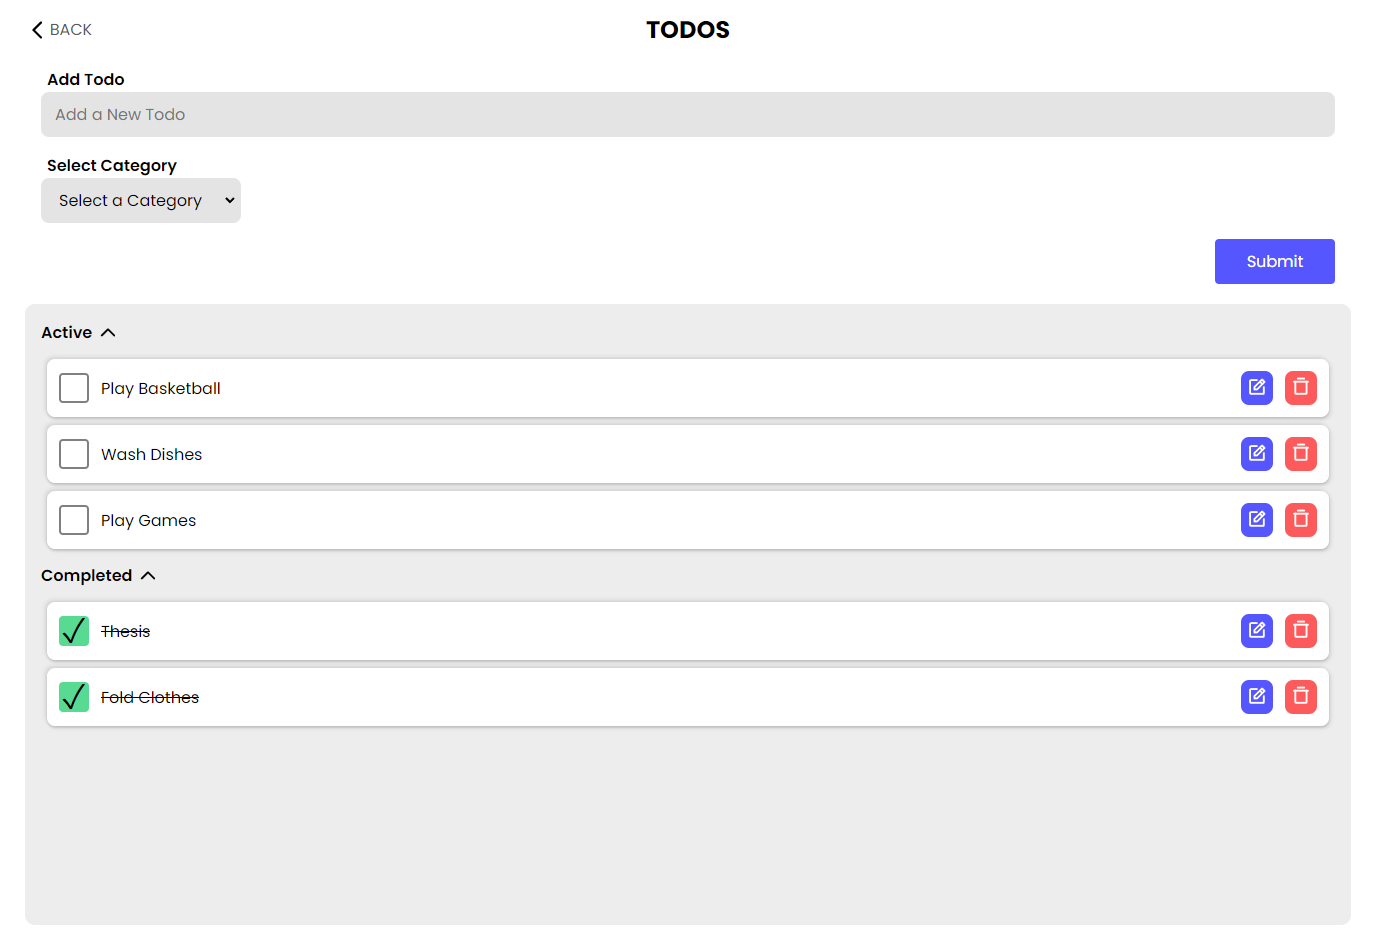 BACK
TODOS
Add Todo
Add a New Todo
Select Category
Select a Category
Submit
Active
Play Basketball
Wash Dishes
Play Games
Completed
Thesis
Fold Clothes